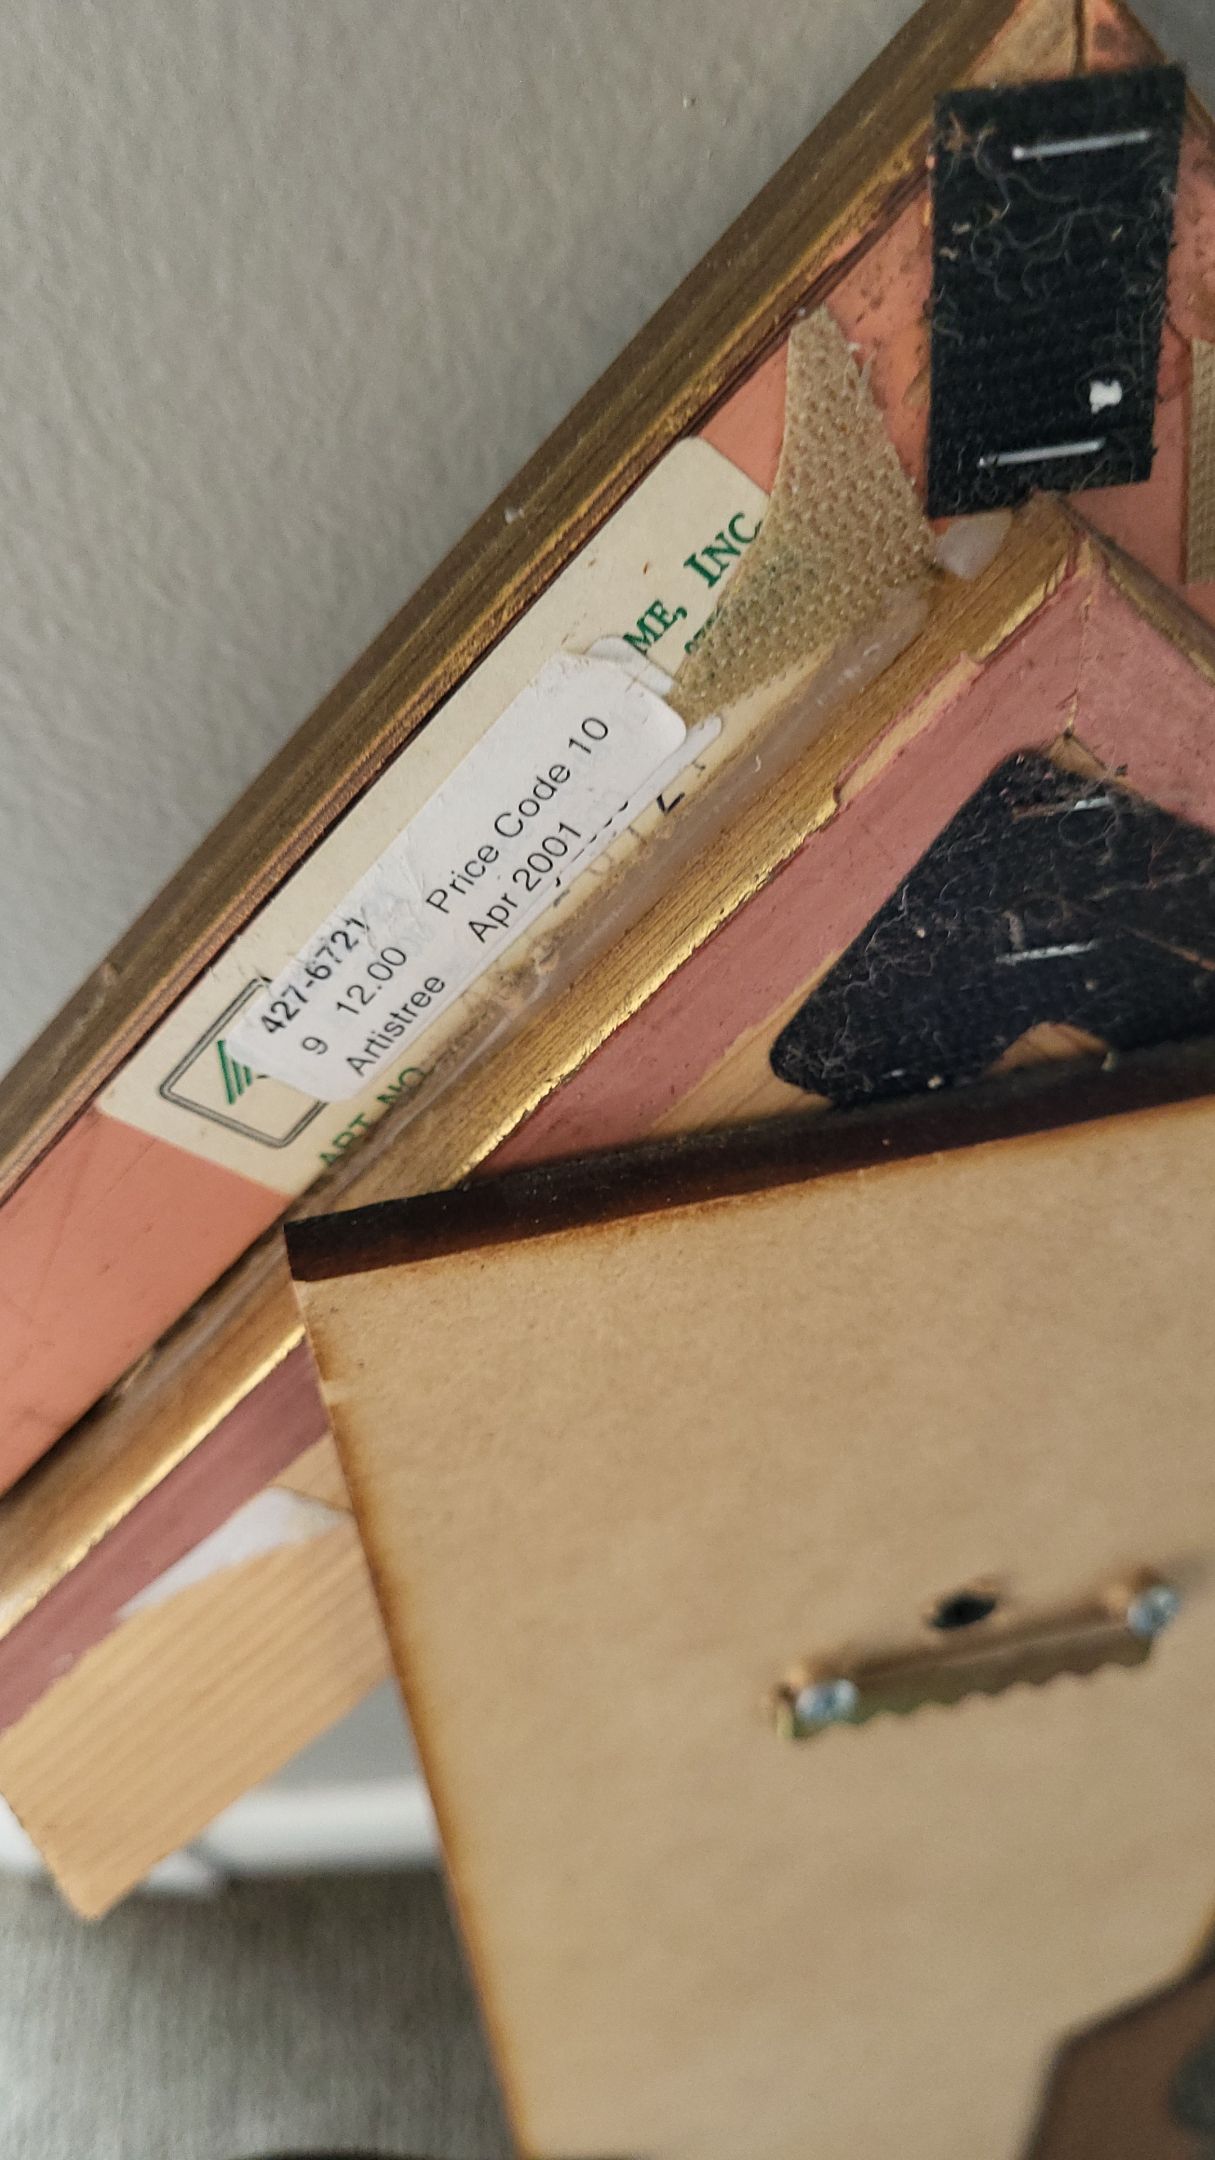 ME, INC.
427-6721
9 12.00 Price Code 10
Artistree Apr 2001
ART. NO.